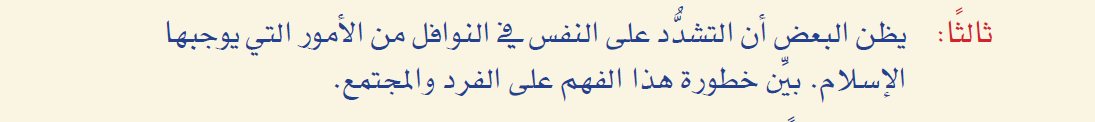 ثالثًا: يظن البعض أن التشدُّد على النفس في النوافل من الأمور التي يوجبها
الإسلام. بيِّن خطورة هذا الفهم على الفرد والمجتمع.